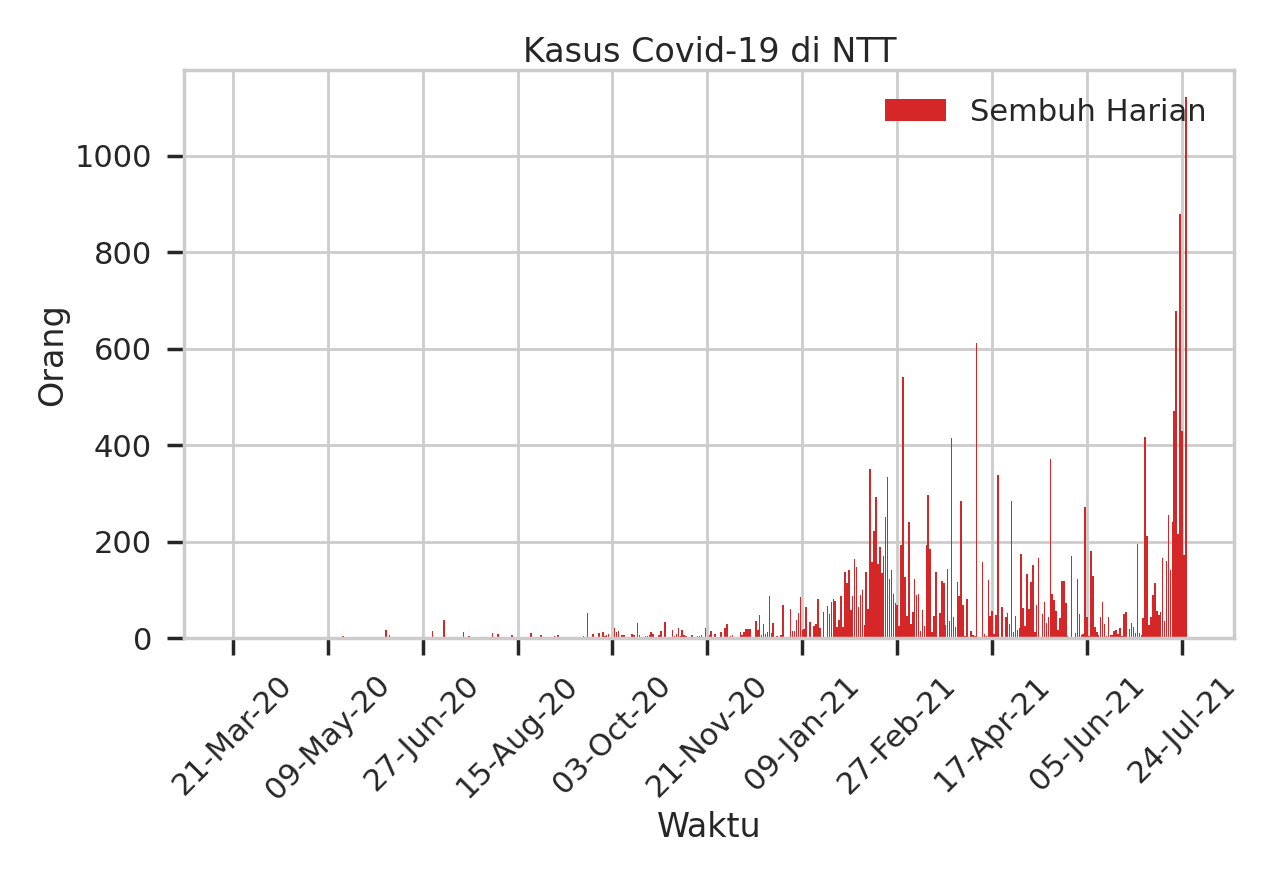 Kasus Covid-19 di NTT
Sembuh Harian
Orang
1000
800
600
400
200
0
21-Mar-20
09-May-20
27-Jun-20
15-Aug-20
03-Oct-20
21-Nov-20
09-Jan-21
27-Feb-21
17-Apr-21
05-Jun-21
24-Jul-21
Waktu